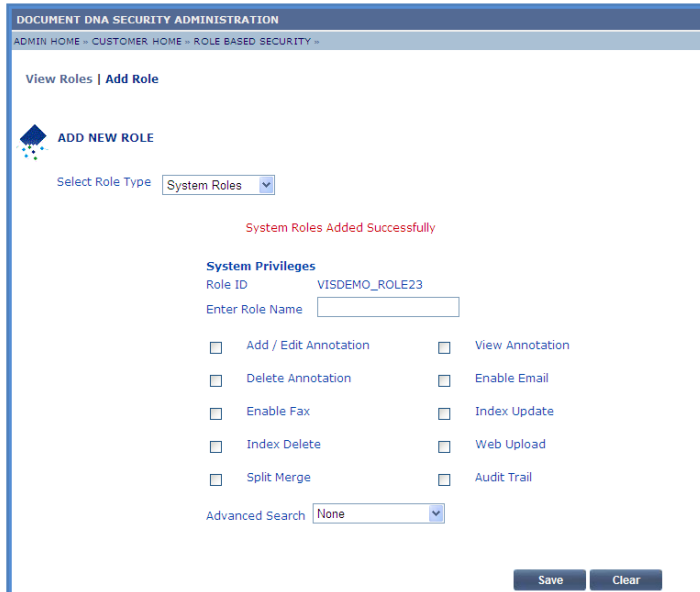 DOCUMENT DNA SECURITY ADMINISTRATION
ADMIN HOME » CUSTOMER HOME » ROLE BASED SECURITY »
View Roles | Add Role
ADD NEW ROLE
Select Role Type System Roles
System Roles Added Successfully
System Privileges
Role ID VISDEMO_ROLE23
Enter Role Name
Add / Edit Annotation View Annotation
Delete Annotation Enable Email
Enable Fax Index Update
Index Delete Web Upload
Split Merge Audit Trail
Advanced Search None
Save Clear